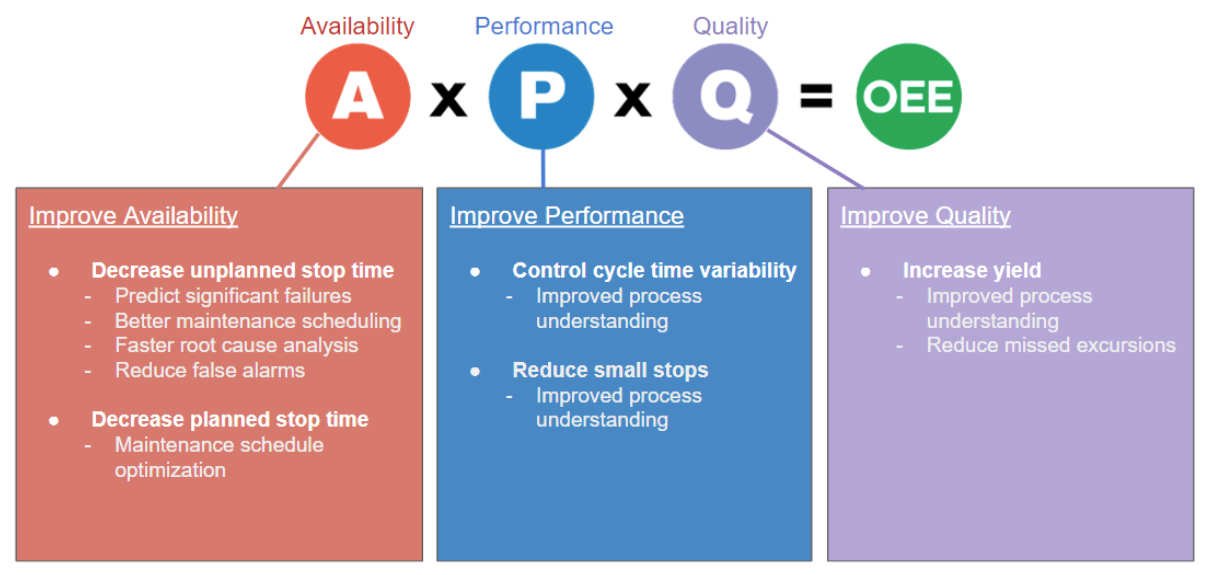 Availability Performance Quality
A x P x Q = OEE
Improve Availability
● Decrease unplanned stop time
- Predict significant failures
- Better maintenance scheduling
- Faster root cause analysis
- Reduce false alarms
● Decrease planned stop time
- Maintenance schedule
optimization
Improve Performance
● Control cycle time variability
- Improved process
understanding
● Reduce small stops
- Improved process
understanding
Improve Quality
● Increase yield
- Improved process
understanding
- Reduce missed excursions